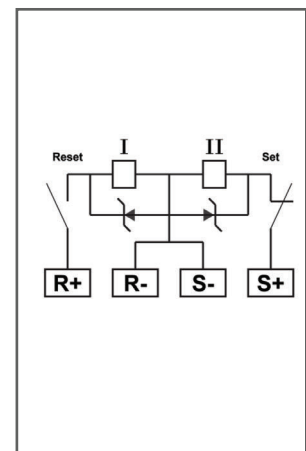 I II
Reset Set
R+ R- S- S+